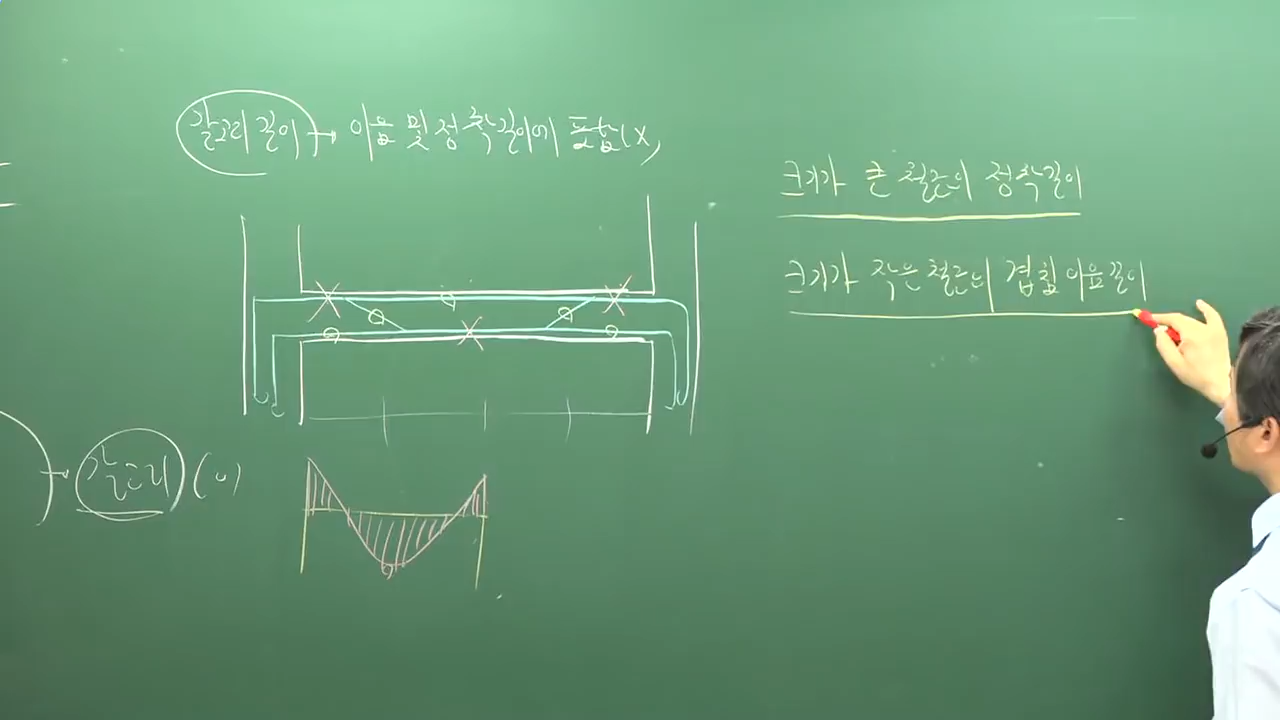 갈고리 길이 → 이음 및 정착길이에 포함(X)
크기가 큰 철근의 정착길이
크기가 작은 철근의 겹침이음길이
→ 갈고리 (0)